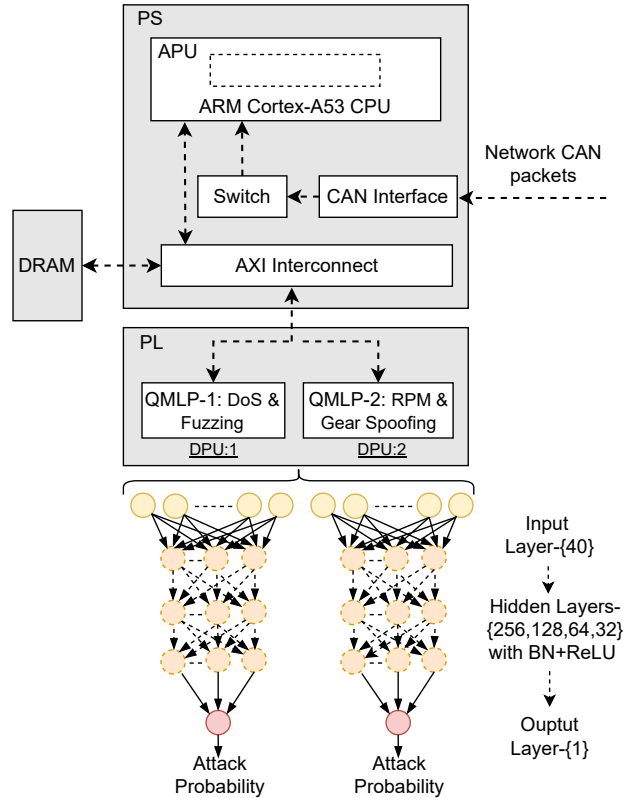 PS
APU
ARM Cortex-A53 CPU
Network CAN
packets
Switch
CAN Interface
DRAM
AXI Interconnect
PL
QMLP-1: DoS &
Fuzzing
QMLP-2: RPM &
Gear Spoofing
DPU:1
DPU:2
Input
Layer-{40}
Hidden Layers-
{256,128,64,32}
with BN+ReLU
Ouptut
Layer-{1}
Attack
Probability
Attack
Probability